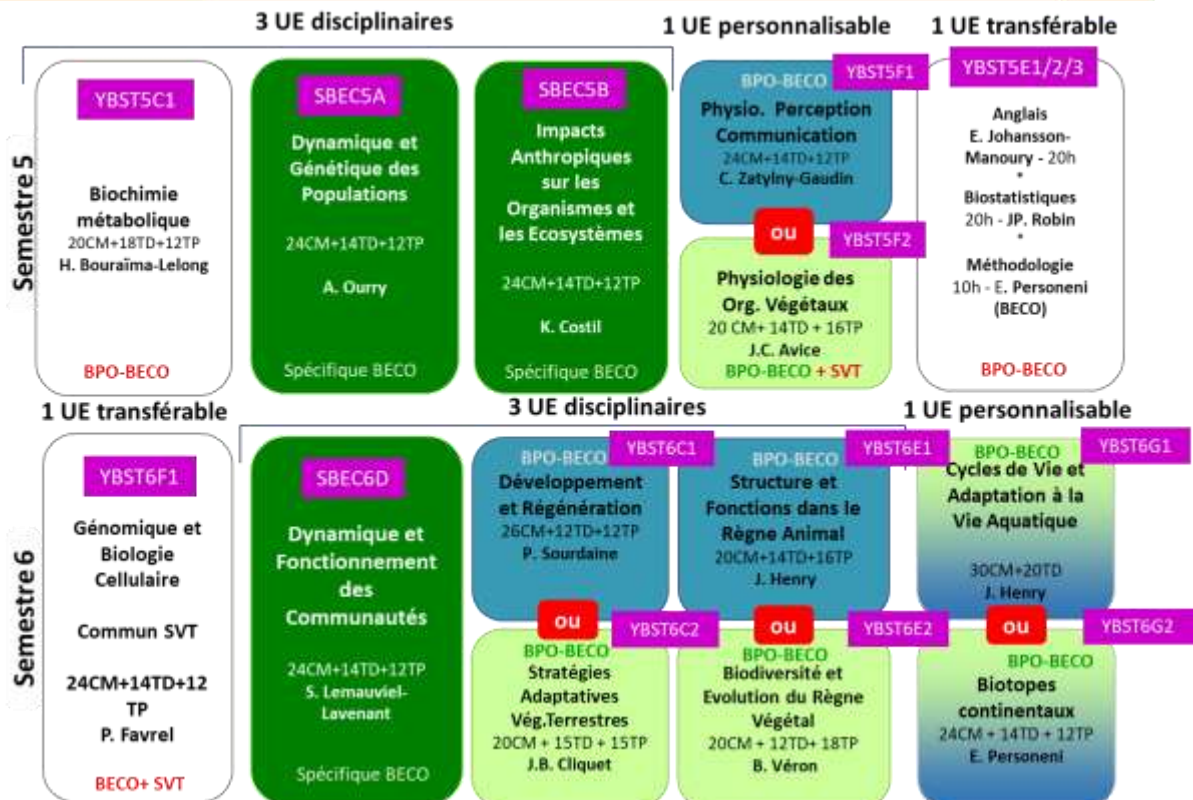 3 UE disciplinaires
1 UE personnalisable
1 UE transférable
Semestre 5
YBST5C1
Biochimie
métabolique
20CM+18TD+12TP
H. Bouraïma-Lelong
BPO-BECO
SBEC5A
Dynamique et
Génétique des
Populations
24CM+14TD+12TP
A. Ourry
Spécifique BECO
SBEC5B
Impacts
Anthropiques
sur les
Organismes et
les Ecosystèmes
24CM+14TD+12TP
K. Costil
Spécifique BECO
YBST5F1
BPO-BECO
Physio. Perception
Communication
24CM+14TD+12TP
C. Zatylny-Gaudin
ou
YBST5F2
Physiologie des
Org. Végétaux
20 CM+ 14TD + 16TP
J.C. Avice
BPO-BECO + SVT
YBST5E1/2/3
Anglais
E. Johansson-
Manoury - 20h
*
Biostatistiques
20h - JP. Robin
*
Méthodologie
10h - E. Personeni
(BECO)
BPO-BECO
1 UE transférable
3 UE disciplinaires
1 UE personnalisable
Semestre 6
YBST6F1
Génomique et
Biologie
Cellulaire
Commun SVT
24CM+14TD+12
TP
P. Favrel
BECO+ SVT
SBEC6D
Dynamique et
Fonctionnement
des
Communautés
24CM+14TD+12TP
S. Lemauviel-
Lavenant
Spécifique BECO
YBST6C1
BPO-BECO
Développement
et Régénération
26CM+12TD+12TP
P. Sourdaine
ou
YBST6C2
BPO-BECO
Stratégies
Adaptatives
Vég.Terrestres
20CM + 15TD + 15TP
J.B. Cliquet
YBST6E1
BPO-BECO
Structure et
Fonctions dans le
Règne Animal
20CM+14TD+16TP
J. Henry
ou
YBST6E2
BPO-BECO
Biodiversité et
Evolution du Règne
Végétal
20CM + 12TD+ 18TP
B. Véron
YBST6G1
BPO-BECO
Cycles de Vie et
Adaptation à la
Vie Aquatique
30CM+20TD
J. Henry
ou
YBST6G2
BPO-BECO
Biotopes
continentaux
24CM + 14TD + 12TP
E. Personeni